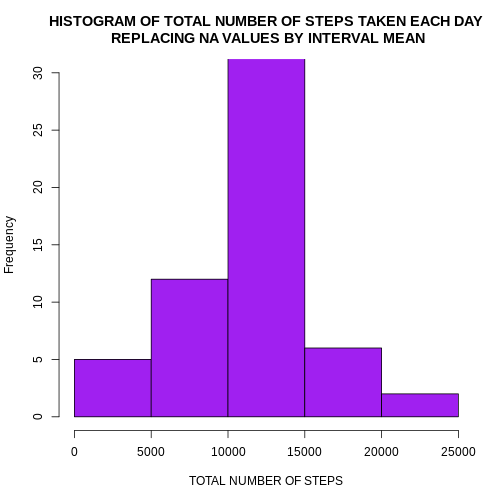 HISTOGRAM OF TOTAL NUMBER OF STEPS TAKEN EACH DAY
REPLACING NA VALUES BY INTERVAL MEAN
Frequency
30
25
20
15
10
5
0
0 5000 10000 15000 20000 25000
TOTAL NUMBER OF STEPS